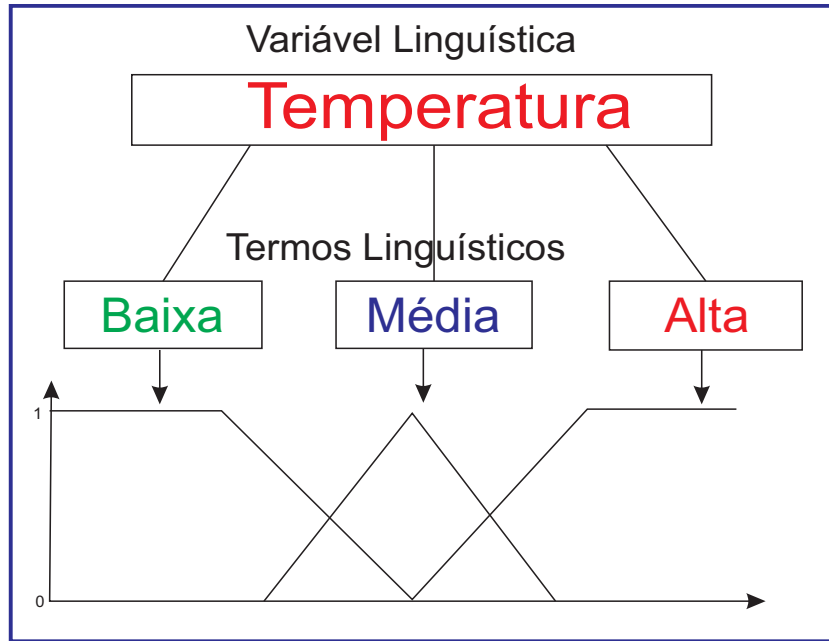 Variável Linguística
Temperatura
Termos Linguísticos
Baixa
Média
Alta
1
0